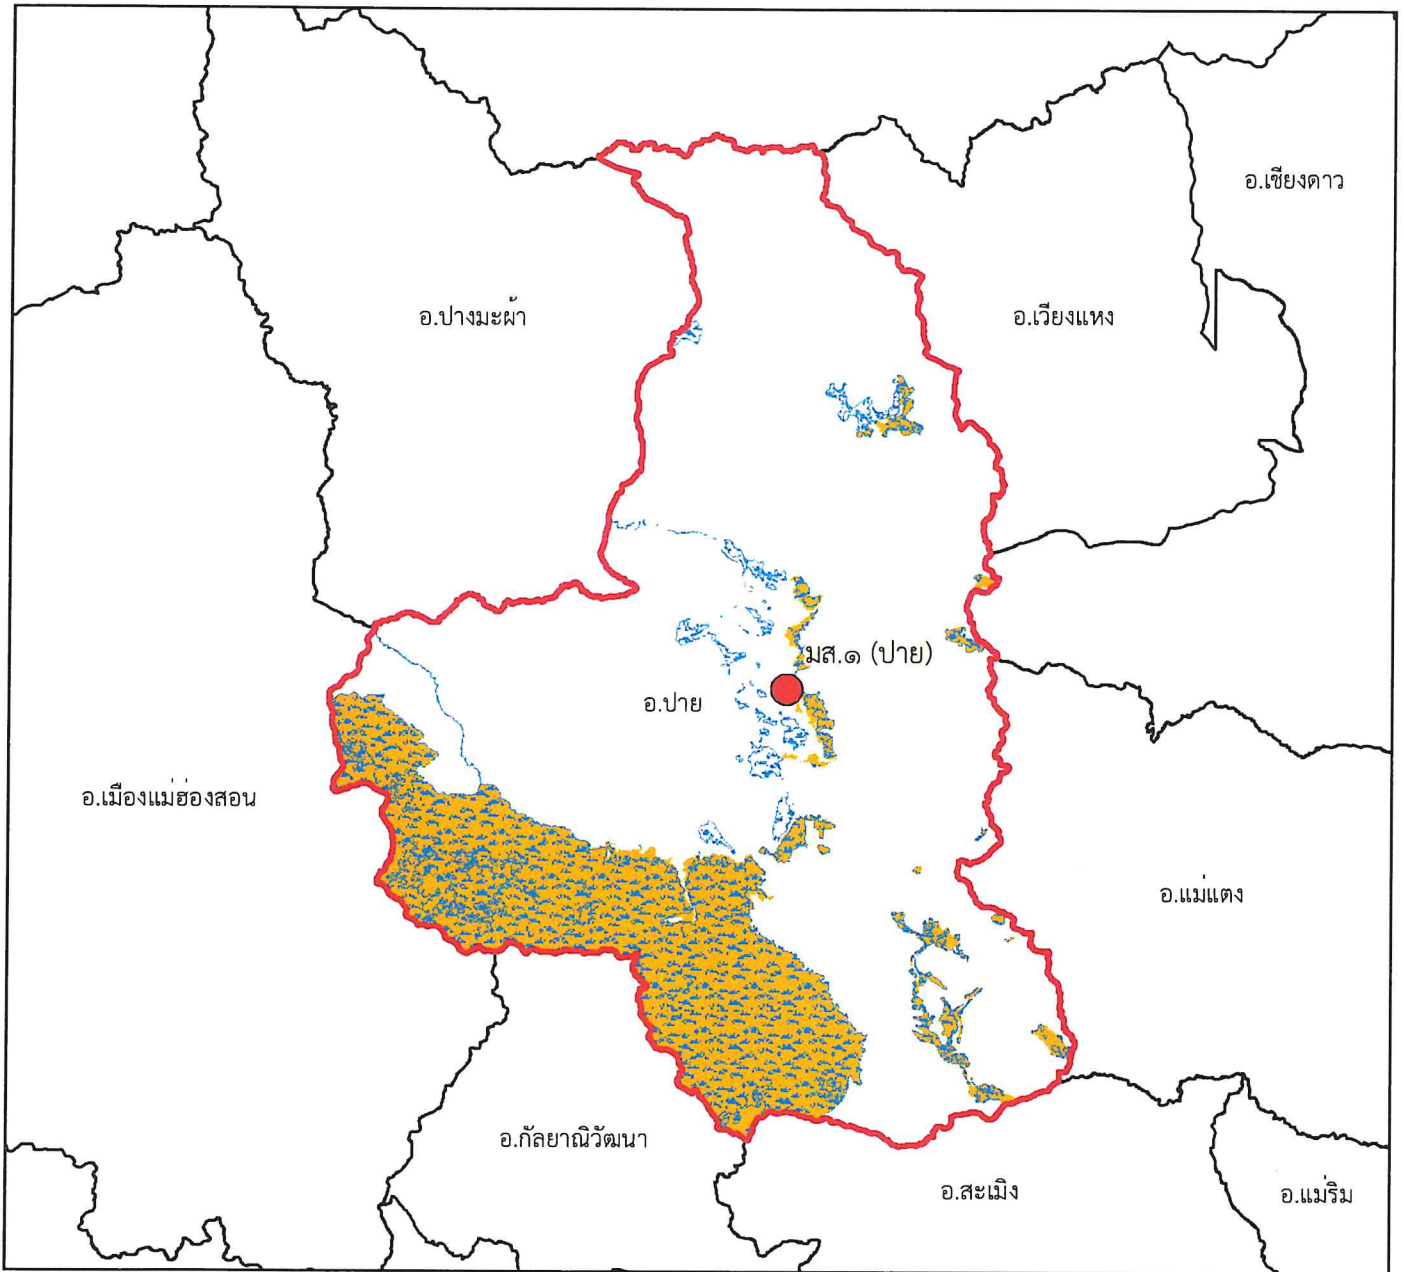 อ.เชียงดาว
อ.ปางมะผ้า
อ.เวียงแหง
มส.๑ (ปาย)
อ.ปาย
อ.เมืองแม่ฮ่องสอน
อ.แม่แตง
อ.กัลยาณิวัฒนา
อ.สะเมิง
อ.แม่ริม